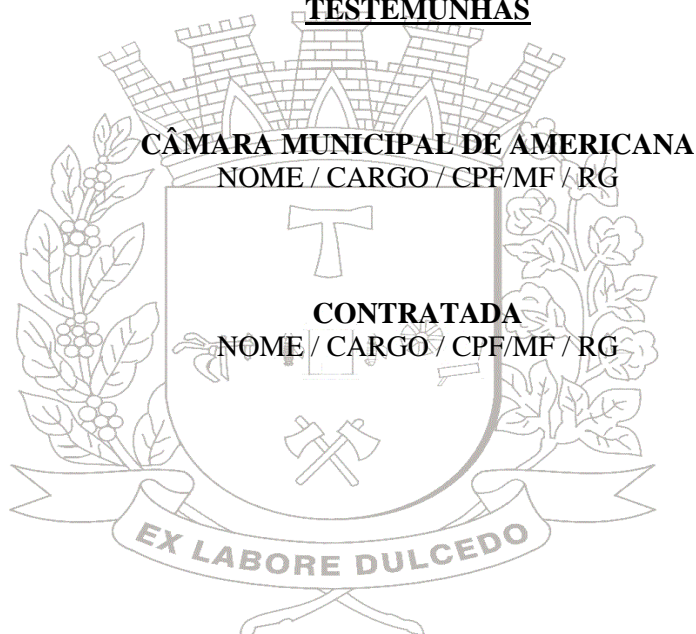 TESTEMUNHAS
CÂMARA MUNICIPAL DE AMERICANA
NOME / CARGO / CPF/MF / RG
CONTRATADA
NOME / CARGO / CPF/MF / RG
EX LABORE DULCEDO